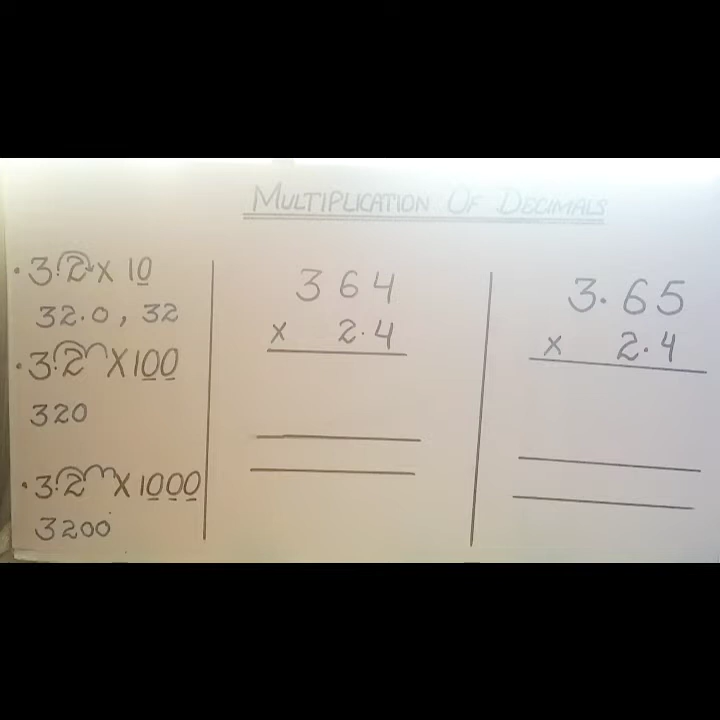 MULTIPLICATION OF DECIMALS
• 3.2 x 10
32.0, 32
• 3.2 X 100
320
• 3.2 X 1000
3200
364
x 2.4
3.65
x 2.4